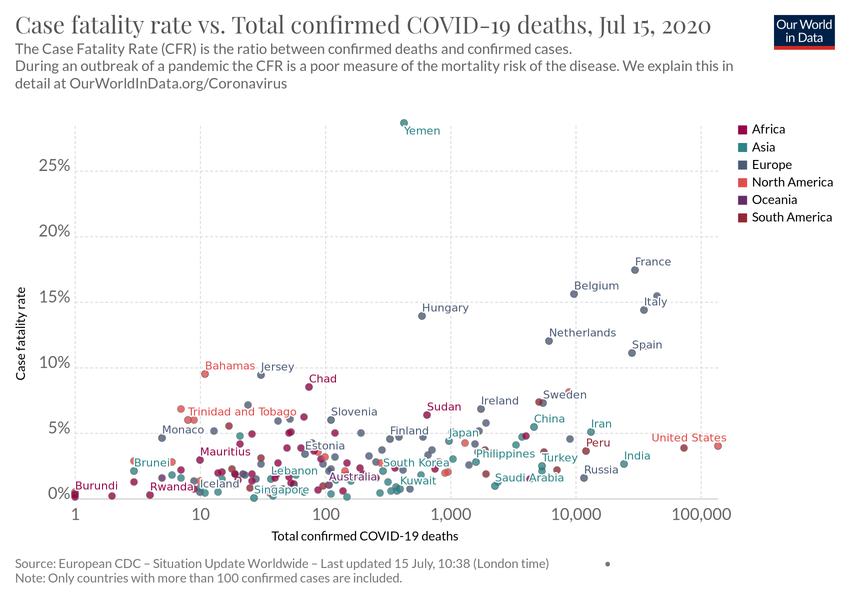 Case fatality rate vs. Total confirmed COVID-19 deaths, Jul 15, 2020
Our World
in Data
The Case Fatality Rate (CFR) is the ratio between confirmed deaths and confirmed cases.
During an outbreak of a pandemic the CFR is a poor measure of the mortality risk of the disease. We explain this in
detail at OurWorldInData.org/Coronavirus
Africa
Asia
Europe
North America
Oceania
South America
Case fatality rate
25%
20%
15%
10%
5%
0%
Yemen
France
Belgium
Italy
Hungary
Netherlands
Spain
Bahamas
Jersey
Chad
Trinidad and Tobago
Slovenia
Sudan
Ireland
Sweden
Monaco
Estonia
Finland
Japan
China
Iran
United States
Brunei
Mauritius
Lebanon
South Korea
Philippines
Turkey
Peru
India
Burundi
Rwanda
Iceland
Singapore
Australia
Kuwait
Saudi Arabia
Russia
1
10
100
1,000
10,000
100,000
Total confirmed COVID-19 deaths
Source: European CDC – Situation Update Worldwide – Last updated 15 July, 10:38 (London time)
Note: Only countries with more than 100 confirmed cases are included.